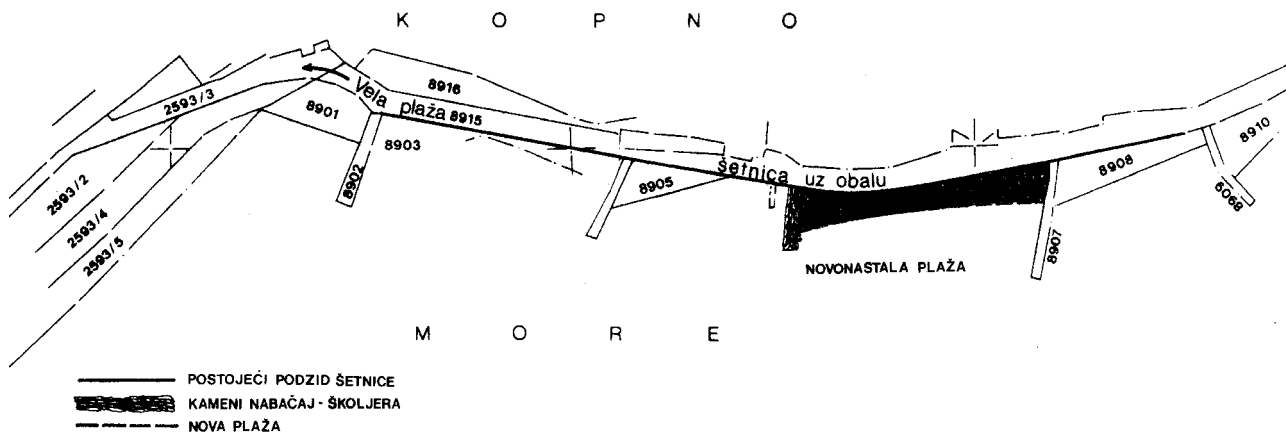 K O P N O
2593/3
Vela plaža
8916
8915
8901
8902
8903
2593/2
2593/4
2593/5
8905
šetnica uz obalu
8908
8910
6068
8907
NOVONASTALA PLAŽA
M O R E
POSTOJEĆI PODZID ŠETNICE
KAMENI NABAČAJ - ŠKOLJERA
NOVA PLAŽA